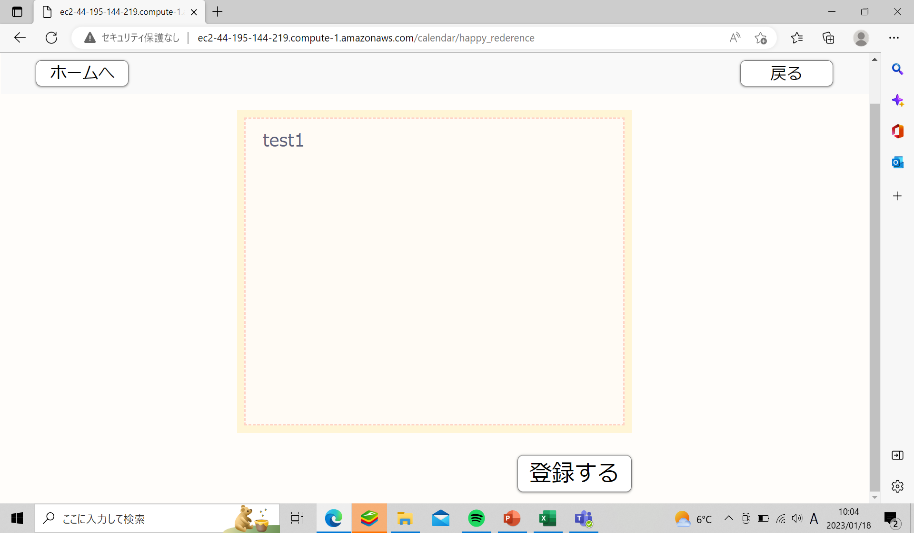 ec2-44-195-144-219.compute-1.
セキュリティ保護なし | ec2-44-195-144-219.compute-1.amazonaws.com/calendar/happy_rederence
ホームへ
戻る
test1
登録する
ここに入力して検索
6°C
A
10:04
2023/01/18
2